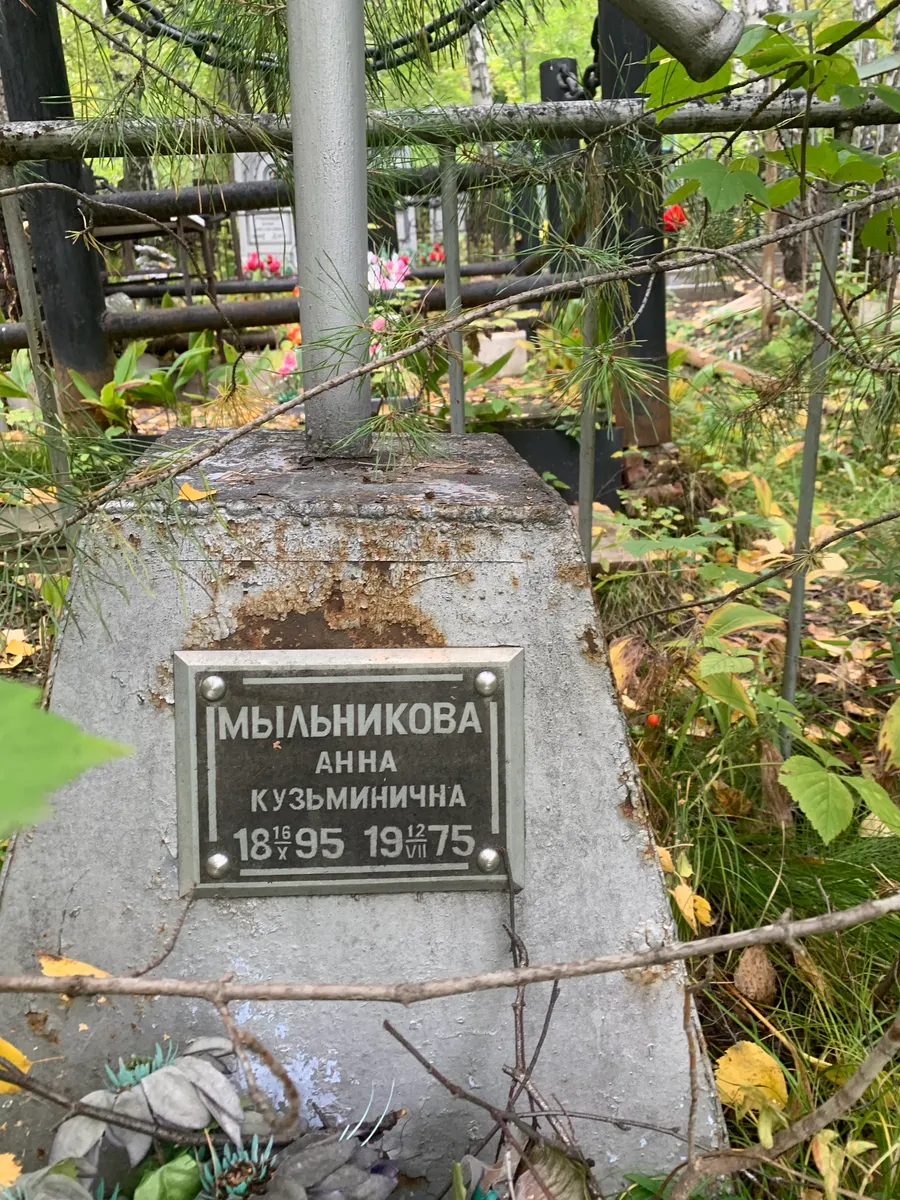 МЫЛЬНИКОВА
АННА
КУЗЬМИНИЧНА
18 16/X 95 19 12/VII 75